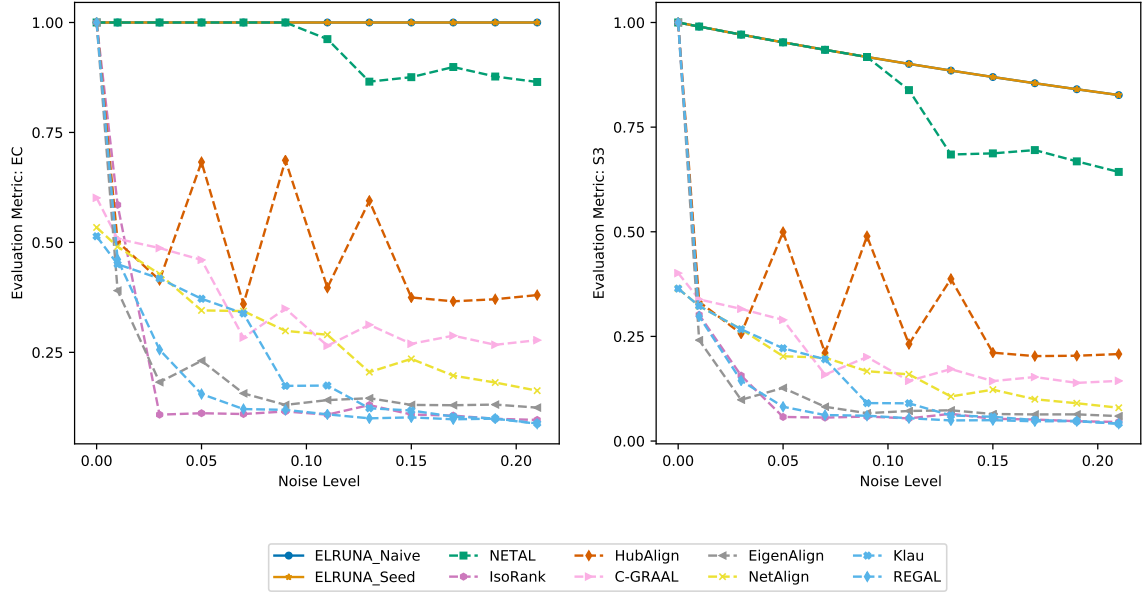 1.00
0.75
0.50
0.25
Evaluation Metric: EC
0.00 0.05 0.10 0.15 0.20
Noise Level
1.00
0.75
0.50
0.25
0.00
Evaluation Metric: S3
0.00 0.05 0.10 0.15 0.20
Noise Level
ELRUNA_Naive NETAL HubAlign EigenAlign Klau
ELRUNA_Seed IsoRank C-GRAAL NetAlign REGAL